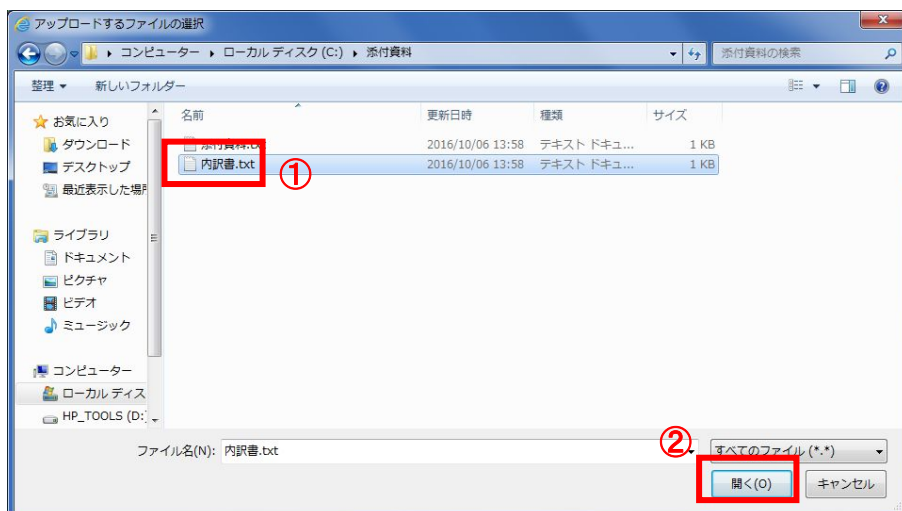 アップロードするファイルの選択
コンピューター ▸ ローカル ディスク (C:) ▸ 添付資料
添付資料の検索
整理 ▼ 新しいフォルダー
名前 更新日時 種類 サイズ
添付資料.txt 2016/10/06 13:58 テキスト ドキュ... 1 KB
内訳書.txt 2016/10/06 13:58 テキスト ドキュ... 1 KB
①
お気に入り
ダウンロード
デスクトップ
最近表示した場所
ライブラリ
ドキュメント
ピクチャ
ビデオ
ミュージック
コンピューター
ローカル ディス
HP_TOOLS (D:)
ファイル名(N): 内訳書.txt
すべてのファイル (*.*)
②
開く(O) キャンセル